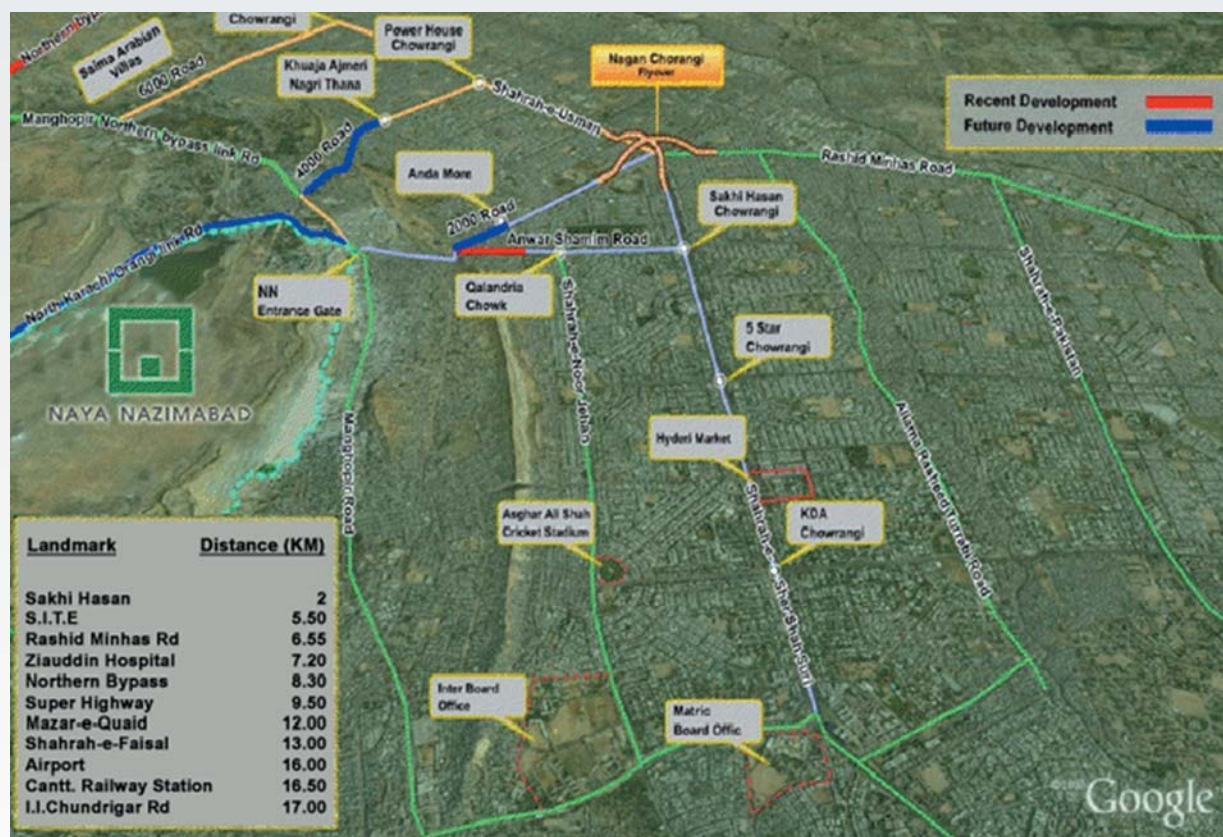 Northern byp
Chowrangi
Saima Arabian
Villas
6000 Road
Power House
Chowrangi
Khuaja Ajmeri
Nagri Thana
Nagan Chorangi
Flyover
Shahrah-e-Usman
Recent Development
Future Development
Manghopir Northern bypass link Rd
4000 Road
Anda More
Rashid Minhas Road
Sakhi Hasan
Chowrangi
2000 Road
Anwar Shamim Road
North Karachi Orangi link Rd
NN
Entrance Gate
Qalandria
Chowk
Shahrah-e-Noor Jehan
Shahrah-e-Pakistan
5 Star
Chowrangi
NAYA NAZIMABAD
Manghopir Road
Hyderi Market
Allama Rasheed Turrabi Road
Asghar Ali Shah
Cricket Stadium
KDA
Chowrangi
Shahrah-e-Sher Shah Suri
Landmark Distance (KM)
Sakhi Hasan 2
S.I.T.E 5.50
Rashid Minhas Rd 6.55
Ziauddin Hospital 7.20
Northern Bypass 8.30
Super Highway 9.50
Mazar-e-Quaid 12.00
Shahrah-e-Faisal 13.00
Airport 16.00
Cantt. Railway Station 16.50
I.I.Chundrigar Rd 17.00
Inter Board
Office
Matric
Board Offic
Google